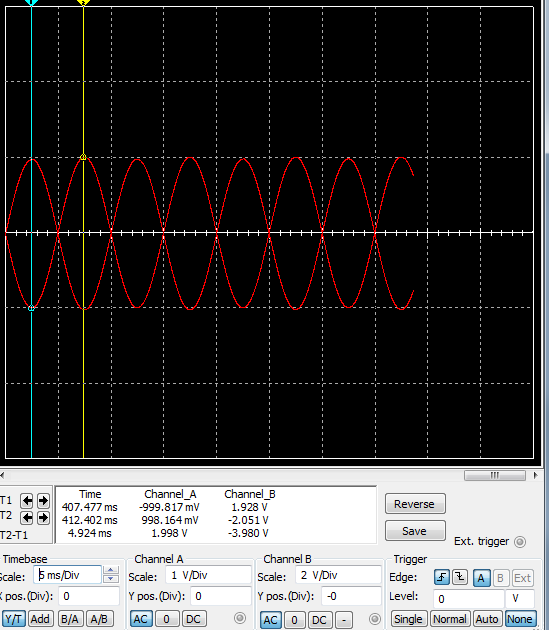 Time Channel_A Channel_B
T1 407.477 ms -999.817 mV 1.928 V
T2 412.402 ms 998.164 mV -2.051 V
T2-T1 4.924 ms 1.998 V -3.980 V
Reverse
Save
Ext. trigger
Timebase
Scale: 5 ms/Div
X pos.(Div): 0
Y/T Add B/A A/B
Channel A
Scale: 1 V/Div
Y pos.(Div): 0
AC 0 DC
Channel B
Scale: 2 V/Div
Y pos.(Div): -0
AC 0 DC -
Trigger
Edge: A B Ext
Level: 0 V
Single Normal Auto None